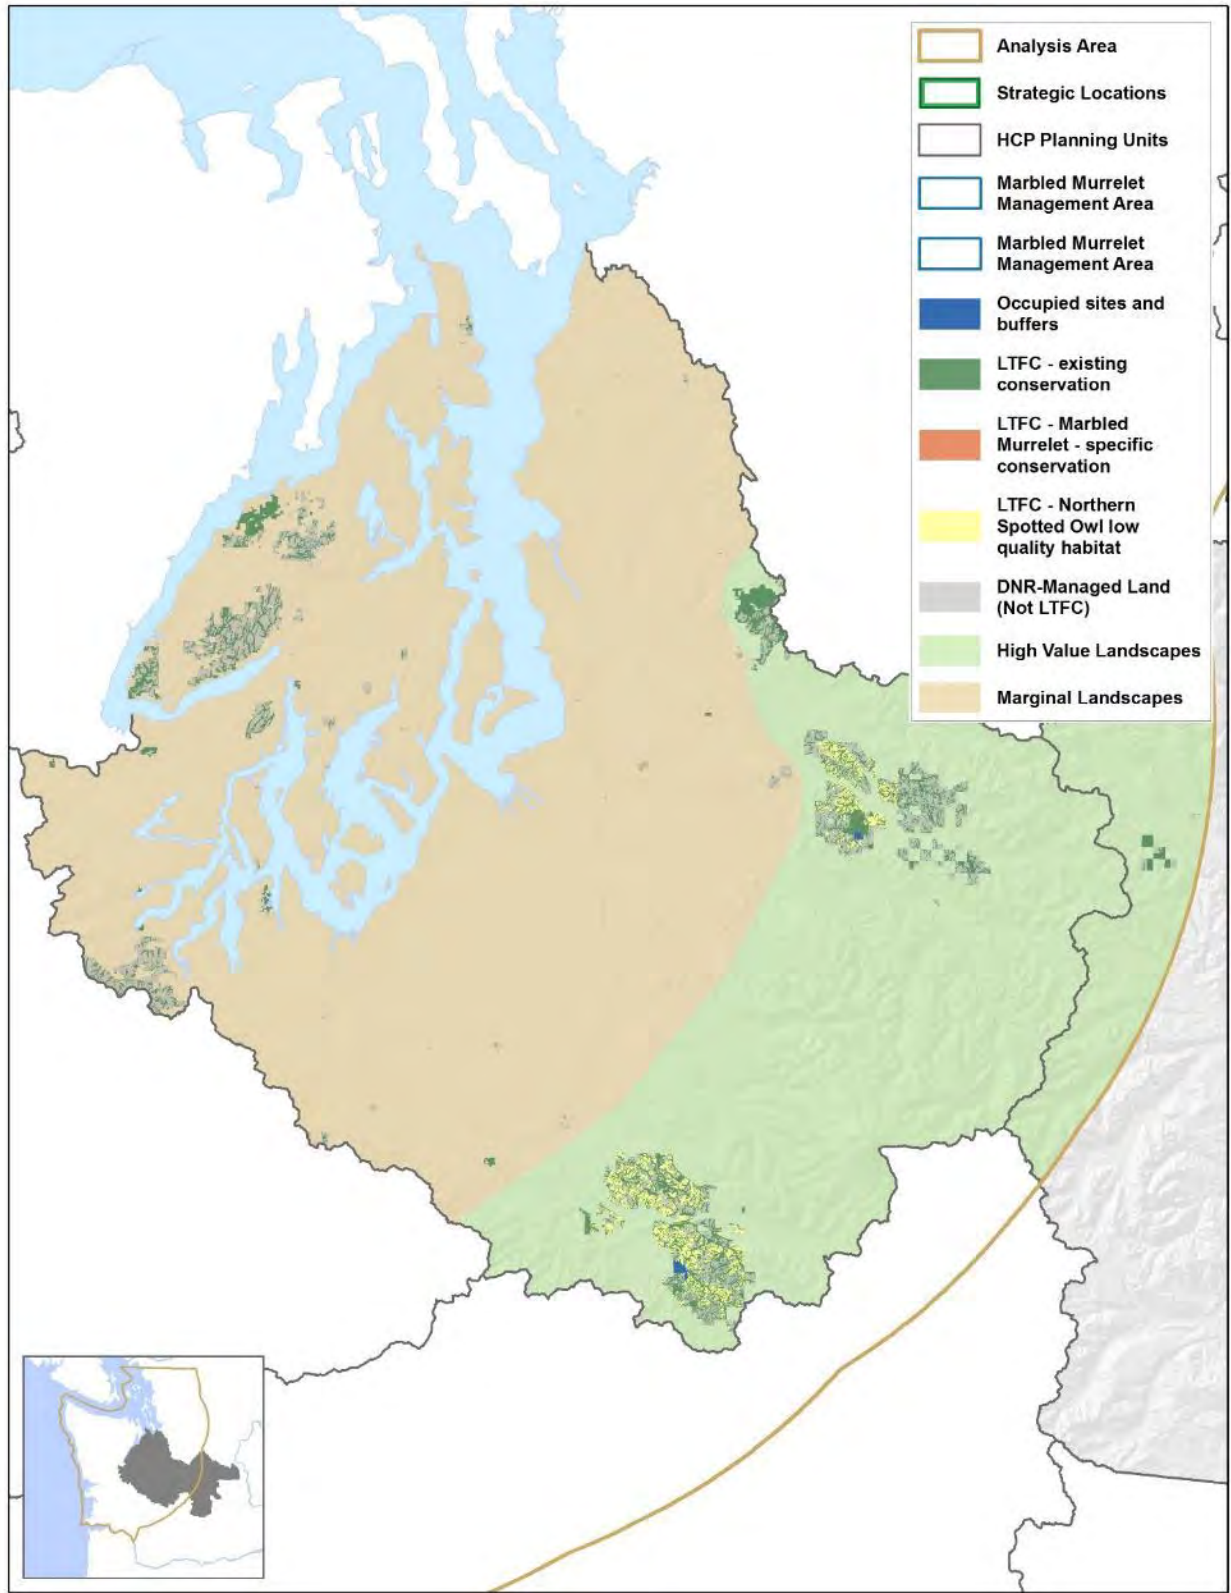 Analysis Area
Strategic Locations
HCP Planning Units
Marbled Murrelet
Management Area
Marbled Murrelet
Management Area
Occupied sites and
buffers
LTFC - existing
conservation
LTFC - Marbled
Murrelet - specific
conservation
LTFC - Northern
Spotted Owl low
quality habitat
DNR-Managed Land
(Not LTFC)
High Value Landscapes
Marginal Landscapes